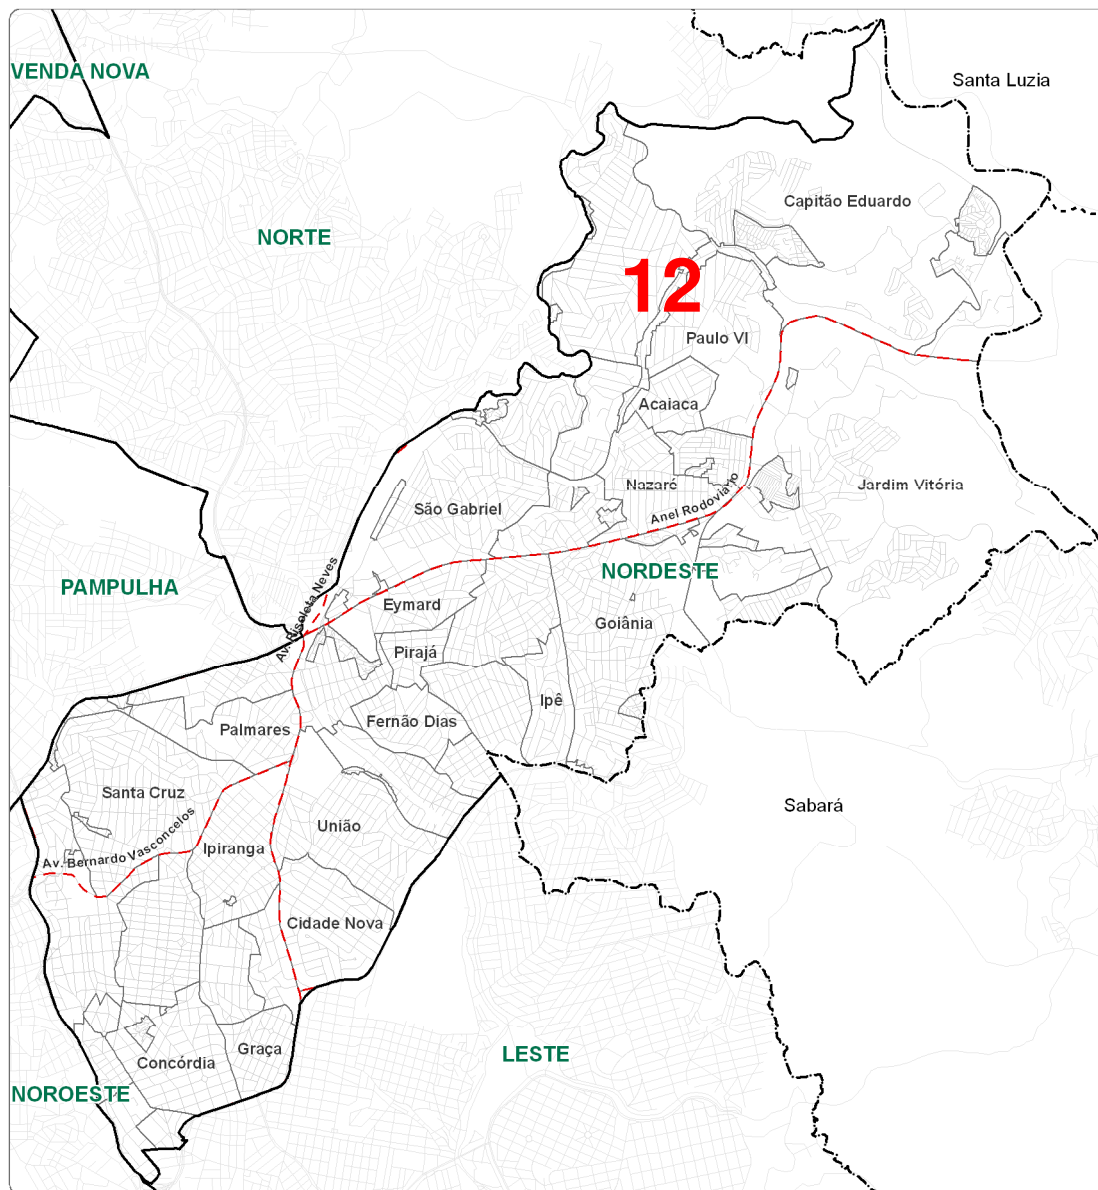 VENDA NOVA
Santa Luzia
Capitão Eduardo
NORTE
12
Paulo VI
Acaiaca
Nazaré
Jardim Vitória
São Gabriel
Anel Rodoviário
NORDESTE
PAMPULHA
Av. Risoleta Neves
Eymard
Goiânia
Pirajá
Ipê
Fernão Dias
Palmares
Santa Cruz
Sabará
União
Av. Bernardo Vasconcelos
Ipiranga
Cidade Nova
Graça
LESTE
Concórdia
NOROESTE